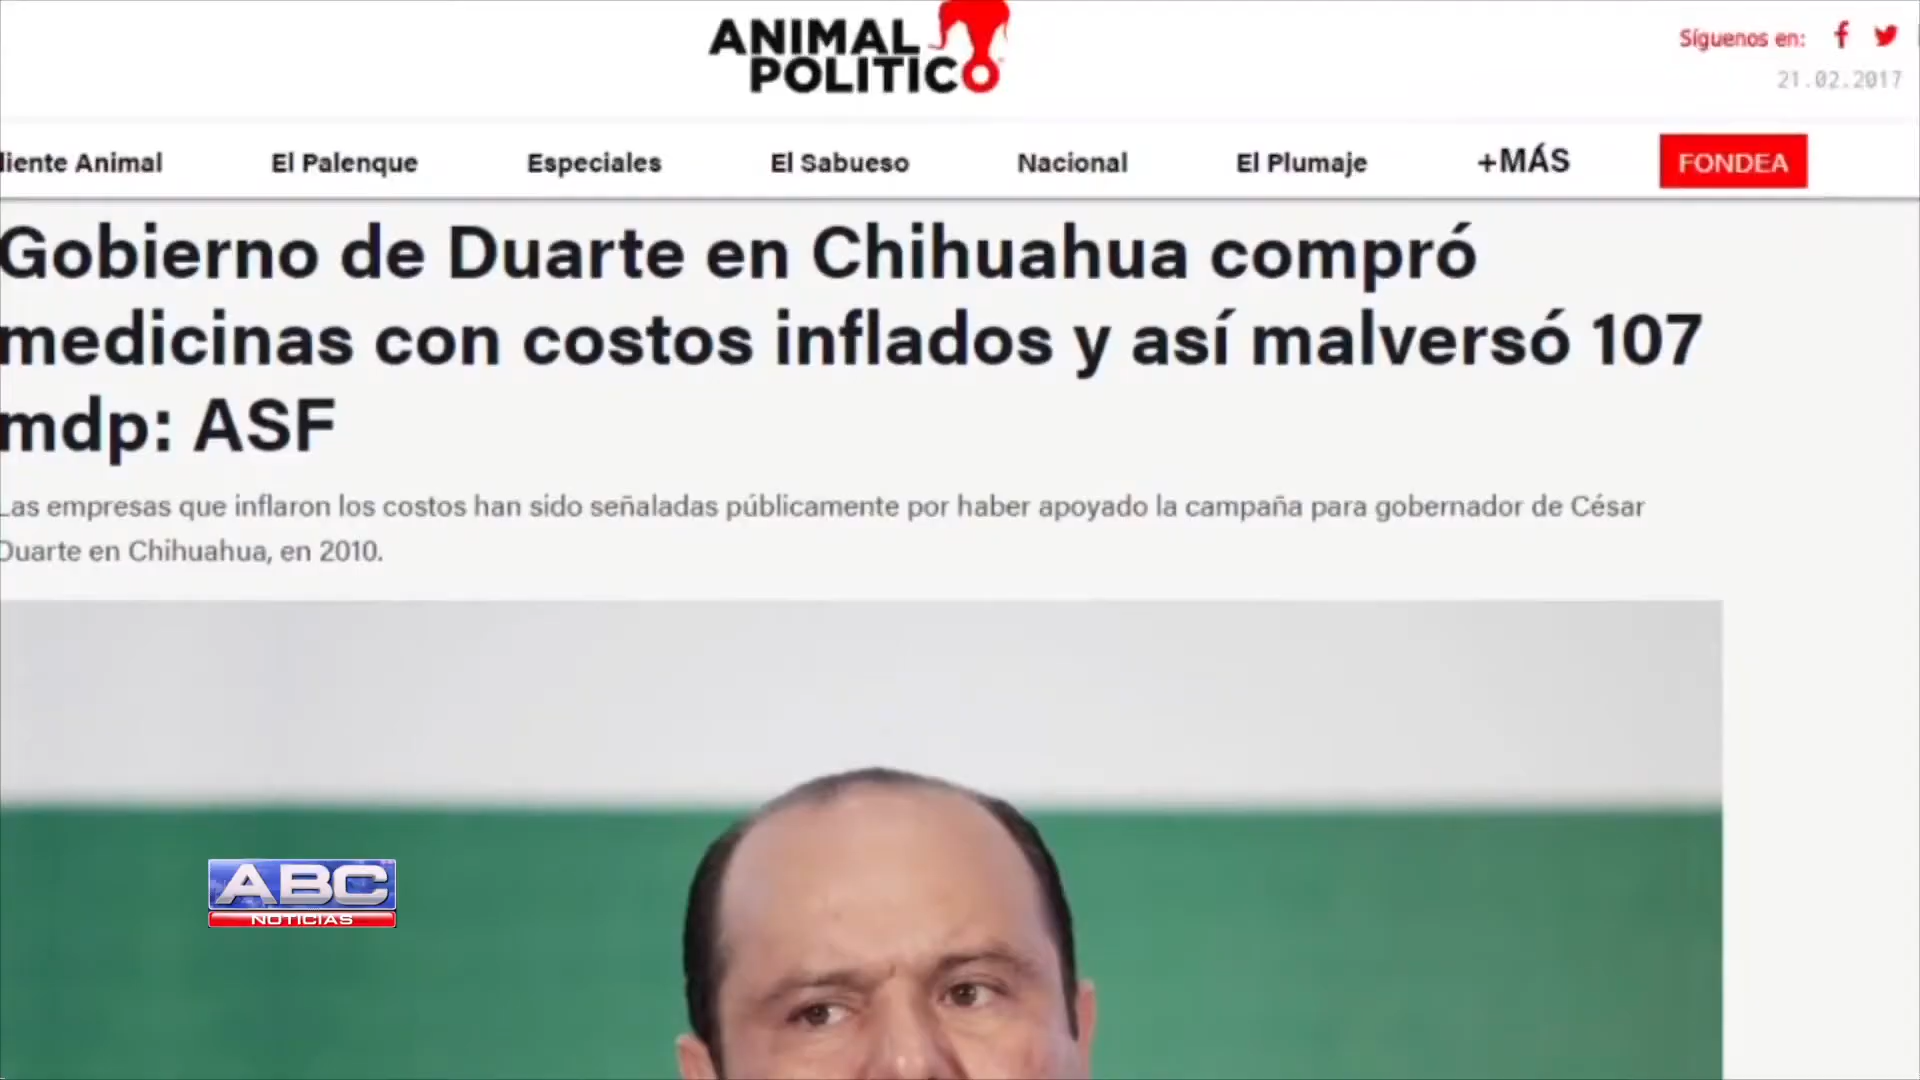 ANIMAL
POLITICO
Síguenos en:
21.02.2017
liente Animal
El Palenque
Especiales
El Sabueso
Nacional
El Plumaje
+MÁS
FONDEA
Gobierno de Duarte en Chihuahua compró
medicinas con costos inflados y así malversó 107
mdp: ASF
Las empresas que inflaron los costos han sido señaladas públicamente por haber apoyado la campaña para gobernador de César
Duarte en Chihuahua, en 2010.
ABC
NOTICIAS